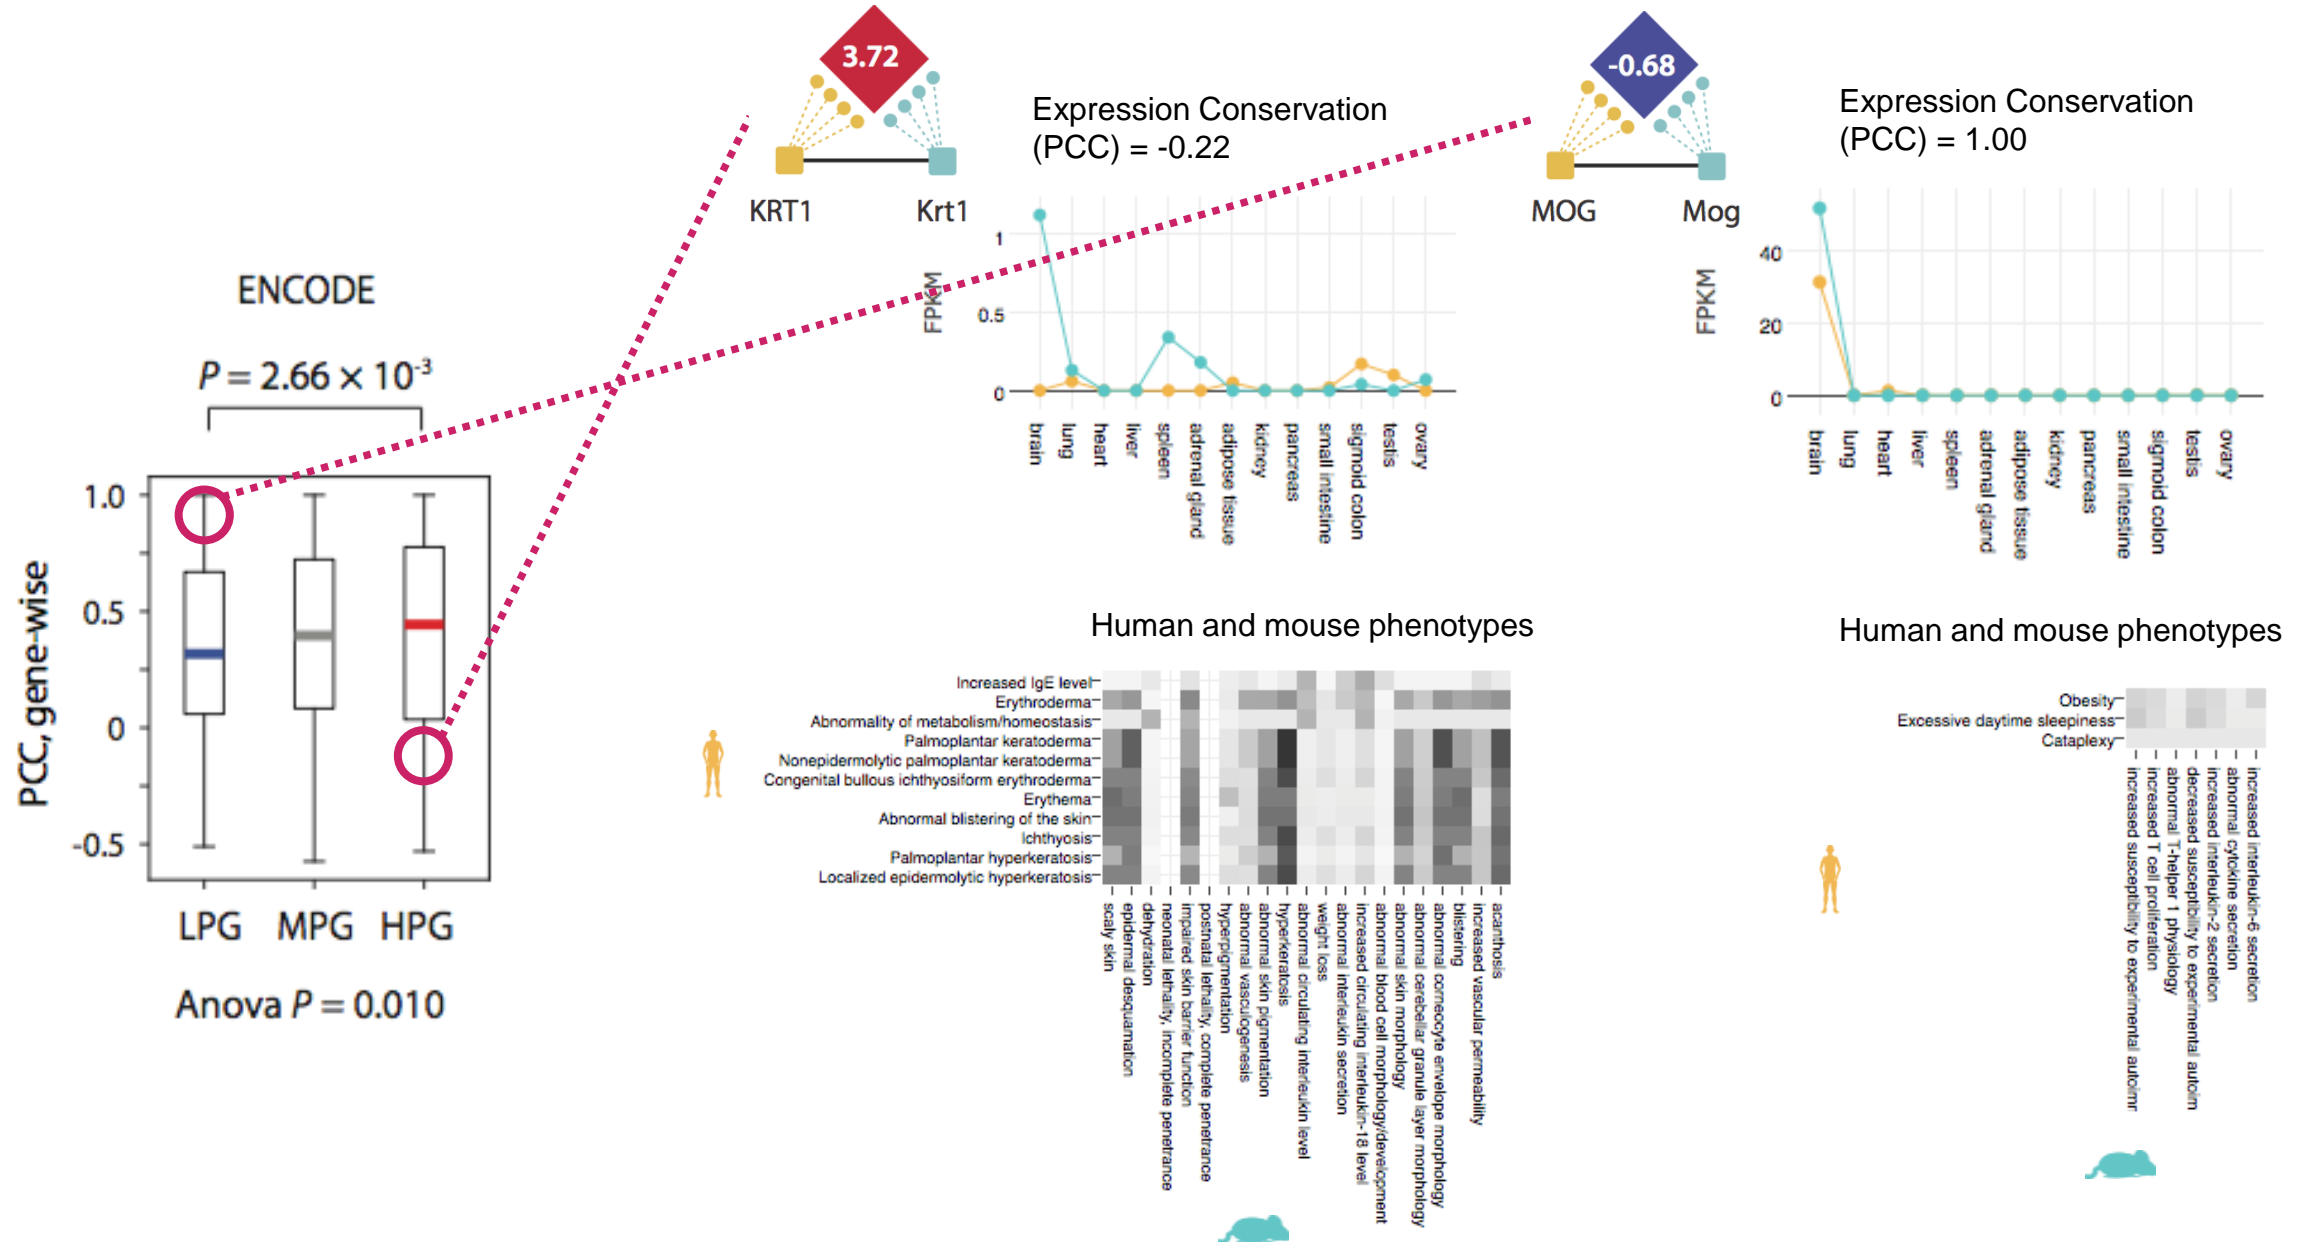 ENCODE
P = 2.66 × 10-3
PCC, gene-wise
1.0
0.5
0
-0.5
LPG MPG HPG
Anova P = 0.010
3.72
KRT1 Krt1
Expression Conservation
(PCC) = -0.22
FPKM
1
0.5
0
brain
lung
heart
liver
spleen
adrenal gland
adipose tissue
kidney
pancreas
small intestine
sigmoid colon
testis
ovary
-0.68
MOG Mog
Expression Conservation
(PCC) = 1.00
FPKM
40
20
0
brain
lung
heart
liver
spleen
adrenal gland
adipose tissue
kidney
pancreas
small intestine
sigmoid colon
testis
ovary
Human and mouse phenotypes
Increased IgE level
Erythroderma
Abnormality of metabolism/homeostasis
Palmoplantar keratoderma
Nonepidermolytic palmoplantar keratoderma
Congenital bullous ichthyosiform erythroderma
Erythema
Abnormal blistering of the skin
Ichthyosis
Palmoplantar hyperkeratosis
Localized epidermolytic hyperkeratosis
scaly skin
epidermal desquamation
dehydration
neonatal lethality, incomplete penetrance
impaired skin barrier function
postnatal lethality, complete penetrance
hyperpigmentation
abnormal vasculogenesis
abnormal skin pigmentation
hyperkeratosis
abnormal circulating interleukin level
weight loss
abnormal interleukin secretion
increased circulating interleukin-18 level
abnormal blood cell morphology/development
abnormal skin morphology
abnormal cerebellar granule layer morphology
abnormal corneocyte envelope morphology
blistering
increased vascular permeability
acanthosis
Human and mouse phenotypes
Obesity
Excessive daytime sleepiness
Cataplexy
increased susceptibility to experimental autoimr
increased T cell proliferation
abnormal T-helper 1 physiology
decreased susceptibility to experimental autoim
increased interleukin-2 secretion
abnormal cytokine secretion
increased interleukin-6 secretion